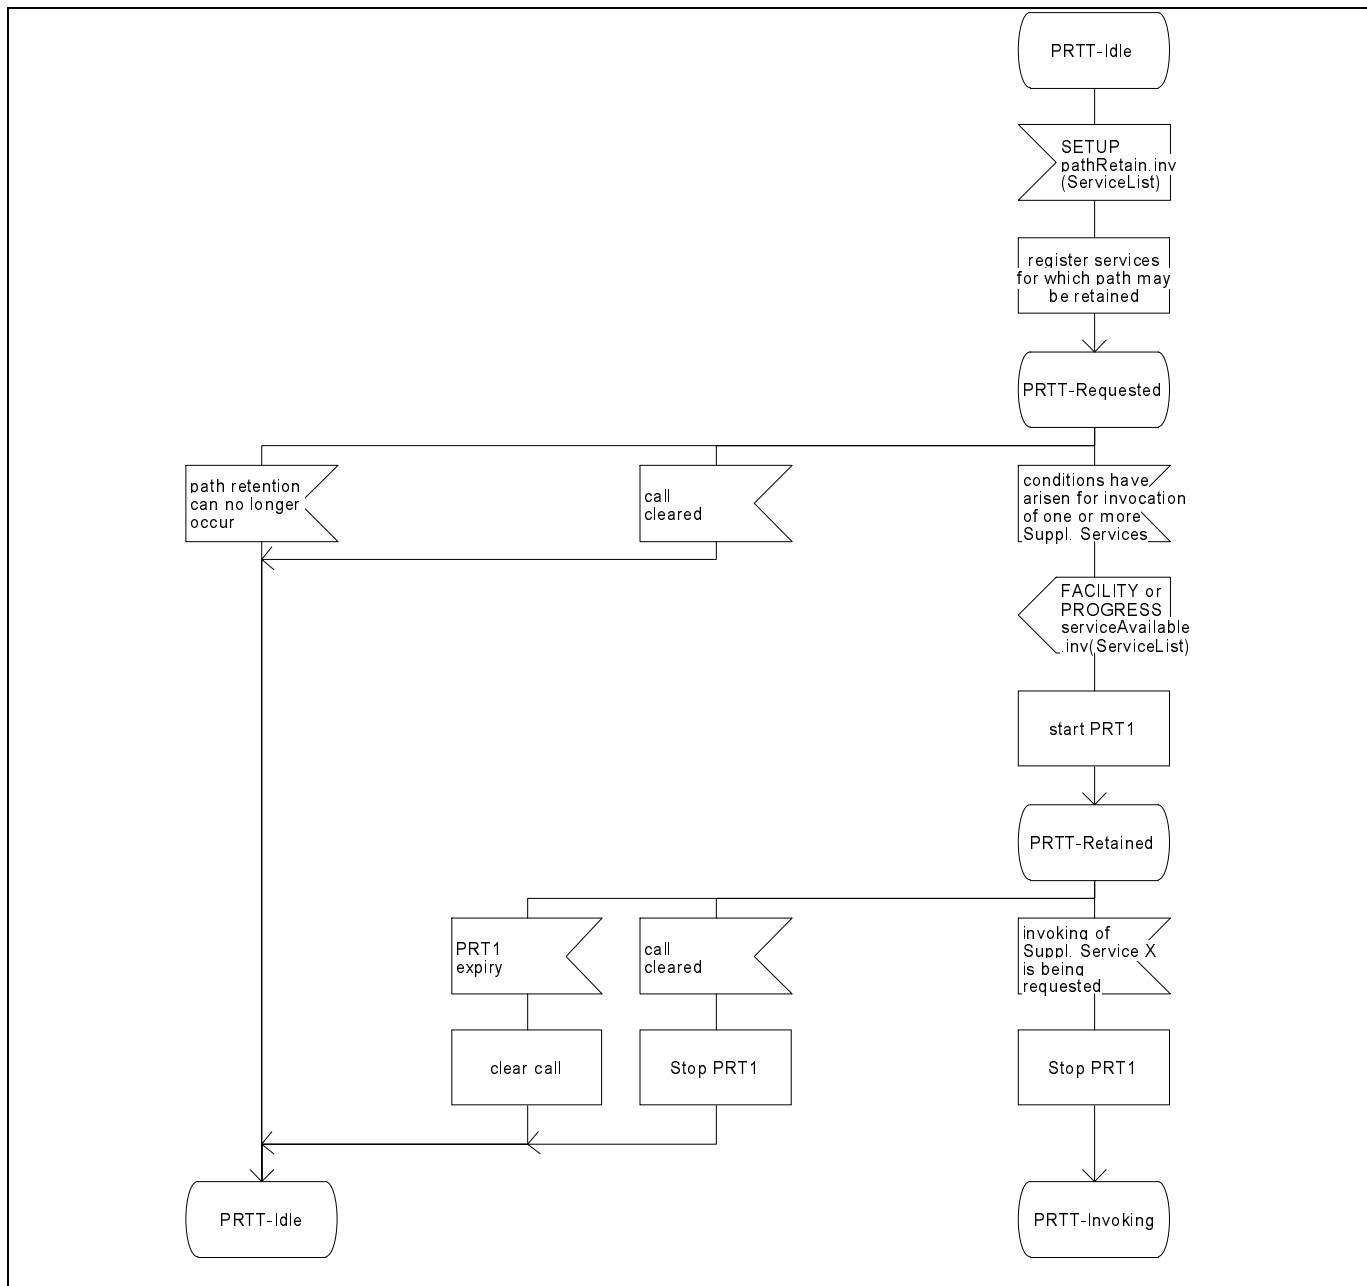 PRTT-Idle
SETUP
pathRetain.inv
(ServiceList)
register services
for which path may
be retained
PRTT-Requested
path retention
can no longer
occur
call
cleared
conditions have
arisen for invocation
of one or more
Suppl. Services
FACILITY or
PROGRESS
serviceAvailable
.inv(ServiceList)
start PRT1
PRTT-Retained
PRT1
expiry
call
cleared
invoking of
Suppl. Service X
is being
requested
clear call
Stop PRT1
Stop PRT1
PRTT-Idle
PRTT-Invoking